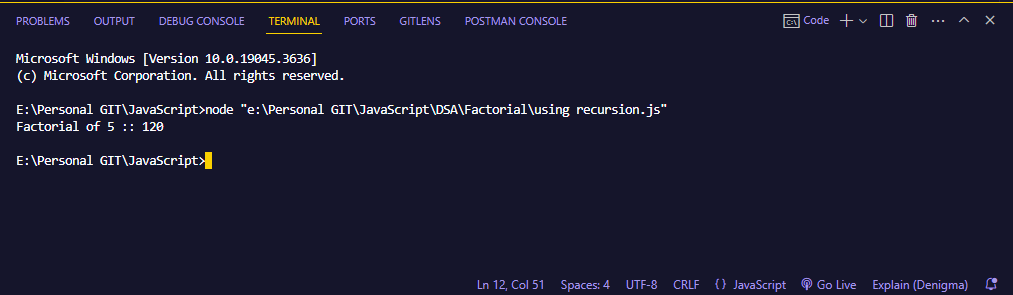 PROBLEMS OUTPUT DEBUG CONSOLE TERMINAL PORTS GITLENS POSTMAN CONSOLE Code
Microsoft Windows [Version 10.0.19045.3636]
(c) Microsoft Corporation. All rights reserved.
E:\Personal GIT\JavaScript>node "e:\Personal GIT\JavaScript\DSA\Factorial\using recursion.js"
Factorial of 5 :: 120
E:\Personal GIT\JavaScript>
Ln 12, Col 51 Spaces: 4 UTF-8 CRLF {} JavaScript Go Live Explain (Denigma)